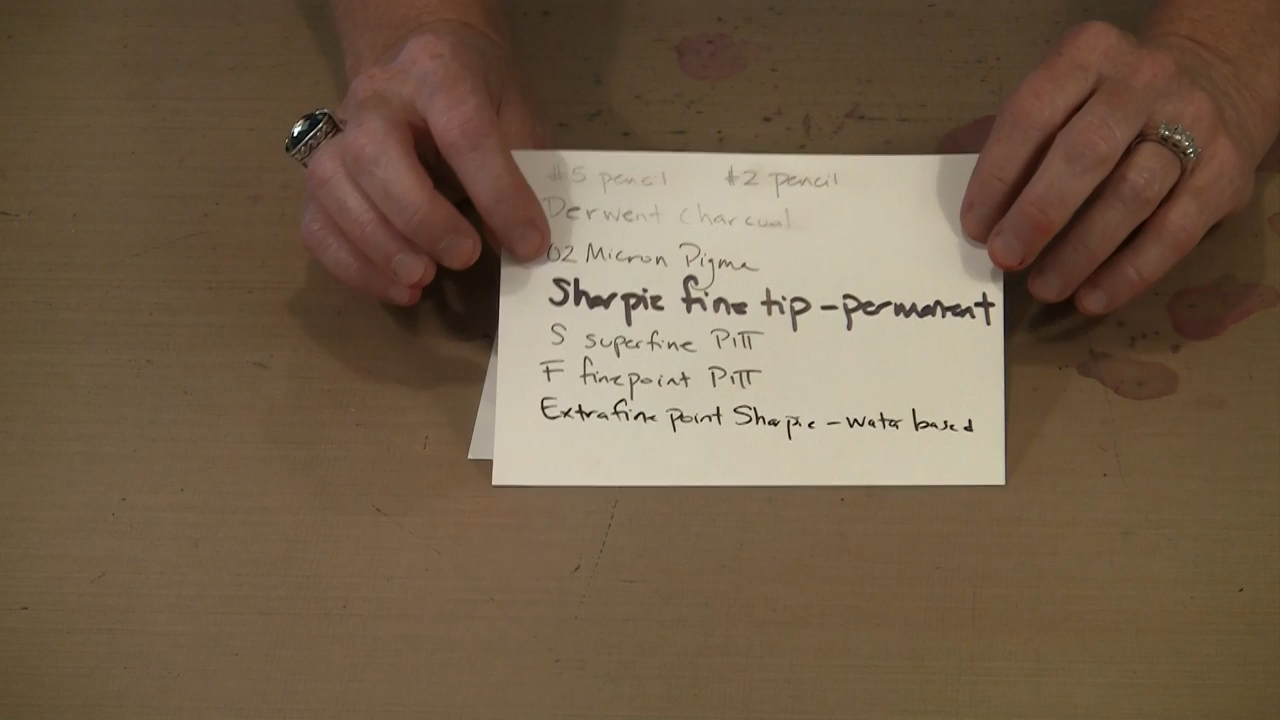 #5 pencil #2 pencil
Derwent charcoal
02 Micron Pigma
Sharpie fine tip - permanent
S superfine PITT
F finepoint PITT
Extrafine point Sharpie - water based